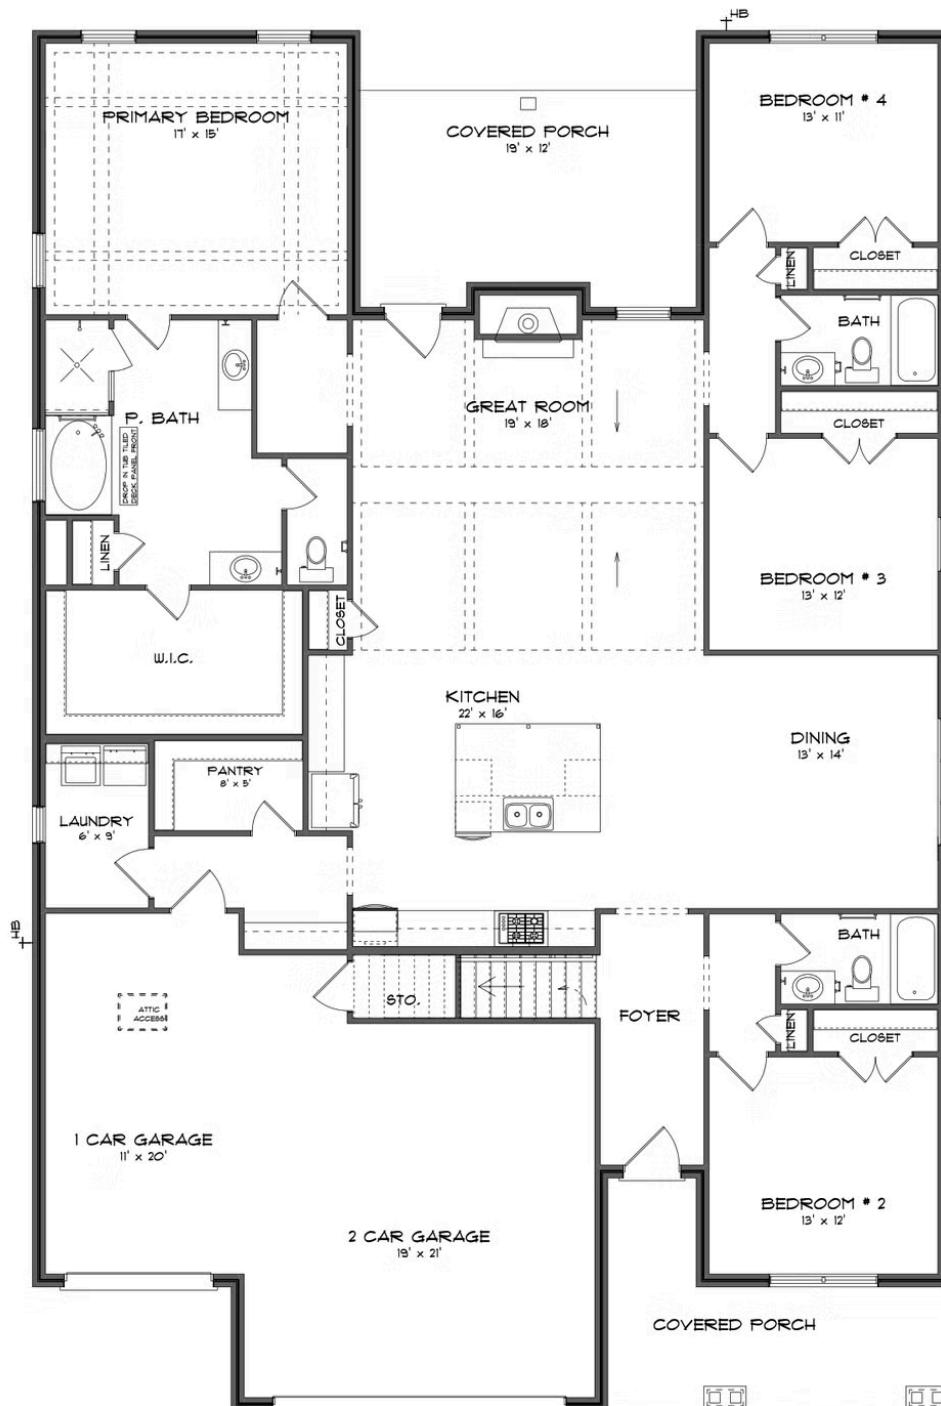 HB
PRIMARY BEDROOM
17' x 15'
COVERED PORCH
19' x 12'
BEDROOM # 4
13' x 11'
LINEN
CLOSET
BATH
P. BATH
DROP IN TUB TILED
DECK, PANEL FRONT
GREAT ROOM
19' x 18'
CLOSET
LINEN
BEDROOM # 3
13' x 12'
CLOSET
W.I.C.
KITCHEN
22' x 16'
DINING
13' x 14'
PANTRY
8' x 5'
LAUNDRY
6' x 9'
HB
BATH
STO.
ATTIC
ACCESS
FOYER
LINEN
CLOSET
1 CAR GARAGE
11' x 20'
BEDROOM # 2
13' x 12'
2 CAR GARAGE
19' x 21'
COVERED PORCH